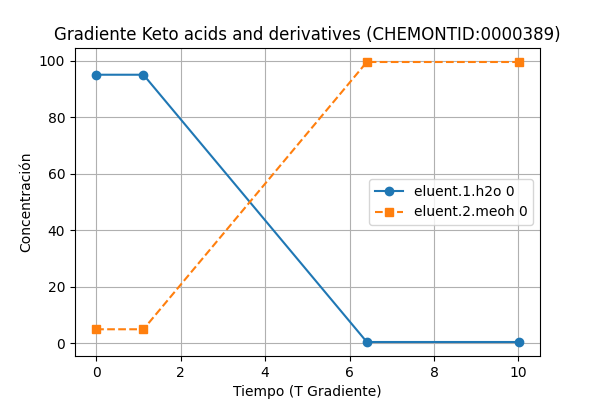 Gradiente Keto acids and derivatives (CHEMONTID:0000389)
100
80
60
40
20
0
Concentración
eluent.1.h2o 0
eluent.2.meoh 0
0 2 4 6 8 10
Tiempo (T Gradiente)